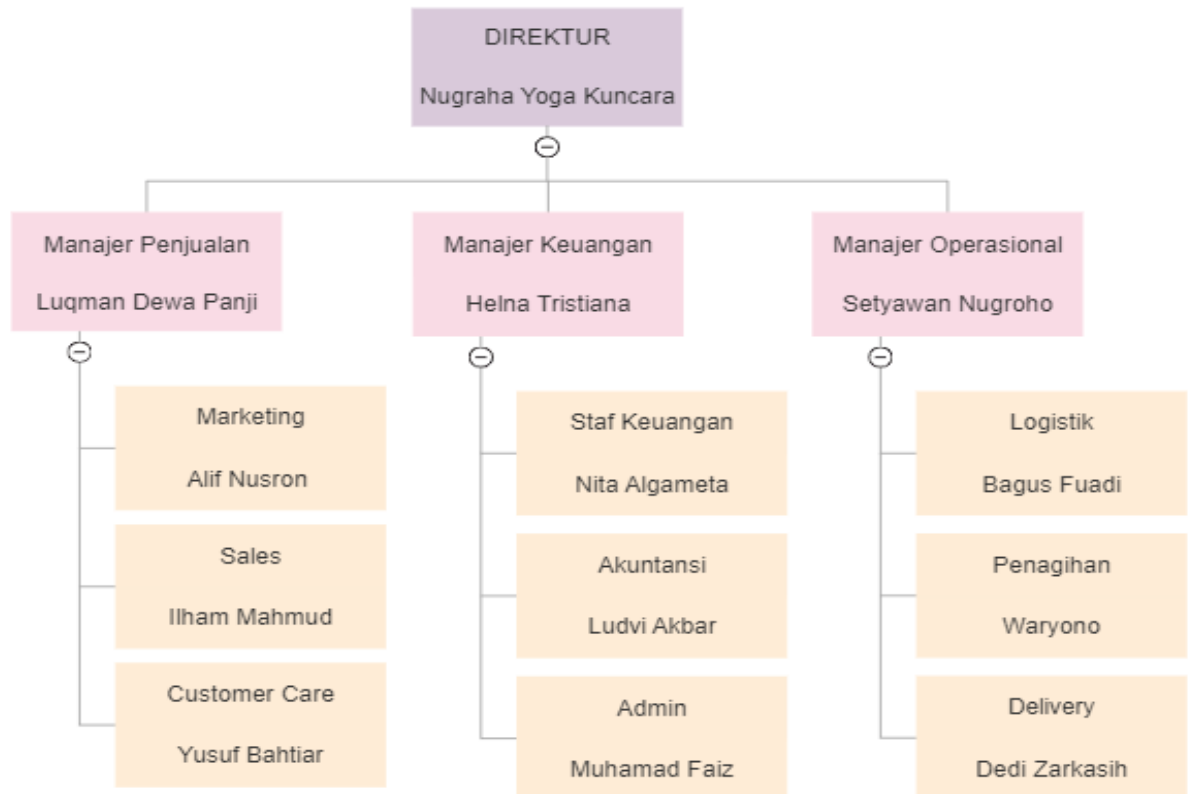 DIREKTUR
Nugraha Yoga Kuncara
Manajer Penjualan
Luqman Dewa Panji
Manajer Keuangan
Helna Tristiana
Manajer Operasional
Setyawan Nugroho
Marketing
Alif Nusron
Sales
Ilham Mahmud
Customer Care
Yusuf Bahtiar
Staf Keuangan
Nita Algameta
Akuntansi
Ludvi Akbar
Admin
Muhamad Faiz
Logistik
Bagus Fuadi
Penagihan
Waryono
Delivery
Dedi Zarkasih